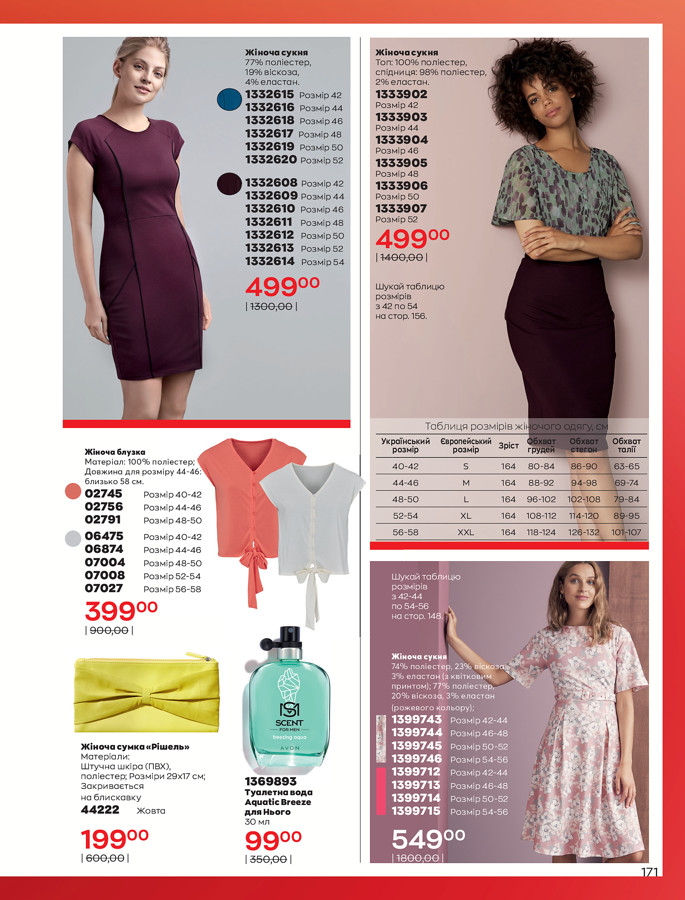 Жіноча сукня
77% поліестер,
19% віскоза,
4% еластан.
1332615 Розмір 42
1332616 Розмір 44
1332618 Розмір 46
1332617 Розмір 48
1332619 Розмір 50
1332620 Розмір 52
1332608 Розмір 42
1332609 Розмір 44
1332610 Розмір 46
1332611 Розмір 48
1332612 Розмір 50
1332613 Розмір 52
1332614 Розмір 54
499⁰⁰
| 1300,00 |
Жіноча сукня
Топ: 100% поліестер,
спідниця: 98% поліестер,
2% еластан.
1333902
Розмір 42
1333903
Розмір 44
1333904
Розмір 46
1333905
Розмір 48
1333906
Розмір 50
1333907
Розмір 52
499⁰⁰
| 1400,00 |
Шукай таблицю
розмірів
з 42 по 54
на стор. 156.
Таблиця розмірів жіночого одягу, см
Український розмір Європейський розмір Зріст Обхват грудей Обхват стеган Обхват талії
40-42 S 164 80-84 86-90 63-65
44-46 M 164 88-92 94-98 69-74
48-50 L 164 96-102 102-108 79-84
52-54 XL 164 108-112 114-120 89-95
56-58 XXL 164 118-124 126-132 101-107
Жіноча блузка
Матеріал: 100% поліестер;
Довжина для розміру 44-46:
близько 58 см.
02745 Розмір 40-42
02756 Розмір 44-46
02791 Розмір 48-50
06475 Розмір 40-42
06874 Розмір 44-46
07004 Розмір 48-50
07008 Розмір 52-54
07027 Розмір 56-58
399⁰⁰
| 900,00 |
Жіноча сумка «Рішель»
Матеріали:
Штучна шкіра (ПВХ),
поліестер; Розміри 29х17 см;
Закривається
на блискавку
44222 Жовта
199⁰⁰
| 600,00 |
SCENT
FOR MEN
freezing aqua
AVON
1369893
Туалетна вода
Aquatic Breeze
для Нього
30 мл
99⁰⁰
| 350,00 |
Шукай таблицю
розмірів
з 42-44
по 54-56
на стор. 148.
Жіноча сукня
74% поліестер, 23% віскоза,
3% еластан (з квітковим
принтом); 77% поліестер,
20% віскоза, 3% еластан
(рожевого кольору);
1399743 Розмір 42-44
1399744 Розмір 46-48
1399745 Розмір 50-52
1399746 Розмір 54-56
1399712 Розмір 42-44
1399713 Розмір 46-48
1399714 Розмір 50-52
1399715 Розмір 54-56
549⁰⁰
| 1800,00 |
171